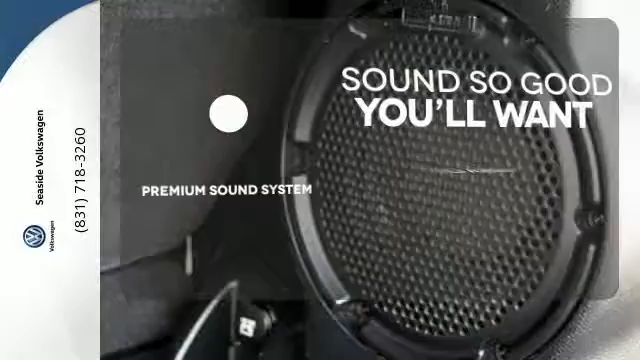 SOUND SO GOOD
YOU'LL WANT
PREMIUM SOUND SYSTEM
Seaside Volkswagen
(831) 718-3260
Volkswagen